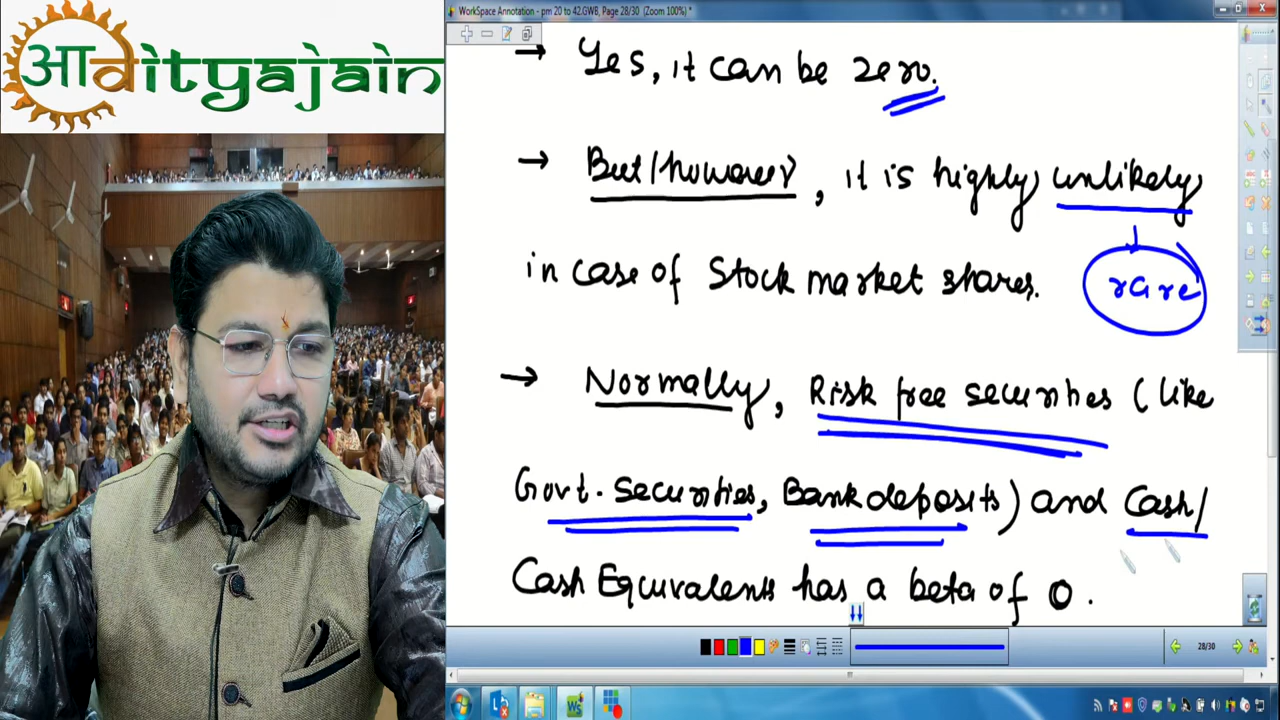 आdityajain
WorkSpace Annotation - pm 20 to 42.GWB, Page 28/30 (Zoom 100%) *
→ Yes, it can be zero.
→ But/however, it is highly unlikely
in case of Stock market shares.
rare
→ Normally, Risk free securities (like
Govt. Securities, Bank deposits) and Cash/
Cash Equivalents has a beta of 0.
28/30